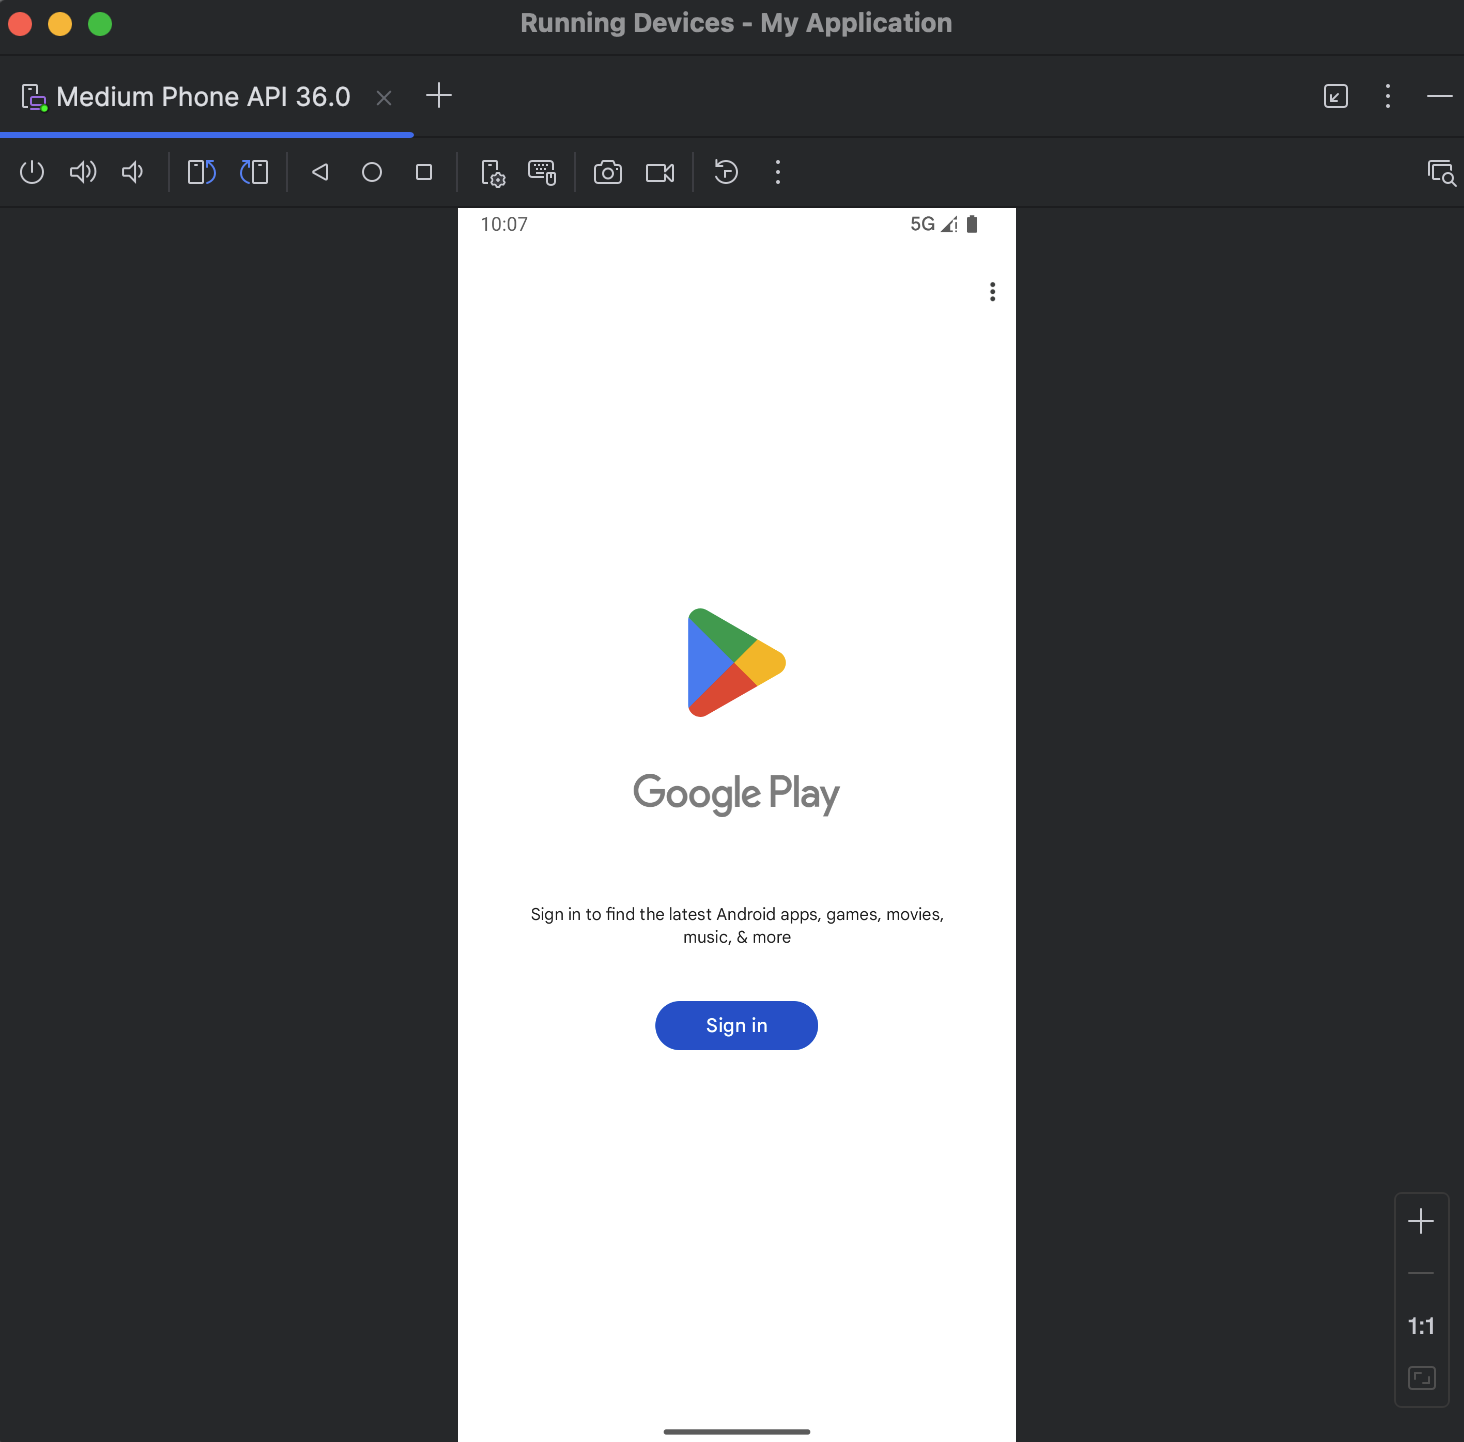 Running Devices - My Application
Medium Phone API 36.0
10:07
5G
Google Play
Sign in to find the latest Android apps, games, movies,
music, & more
Sign in
1:1